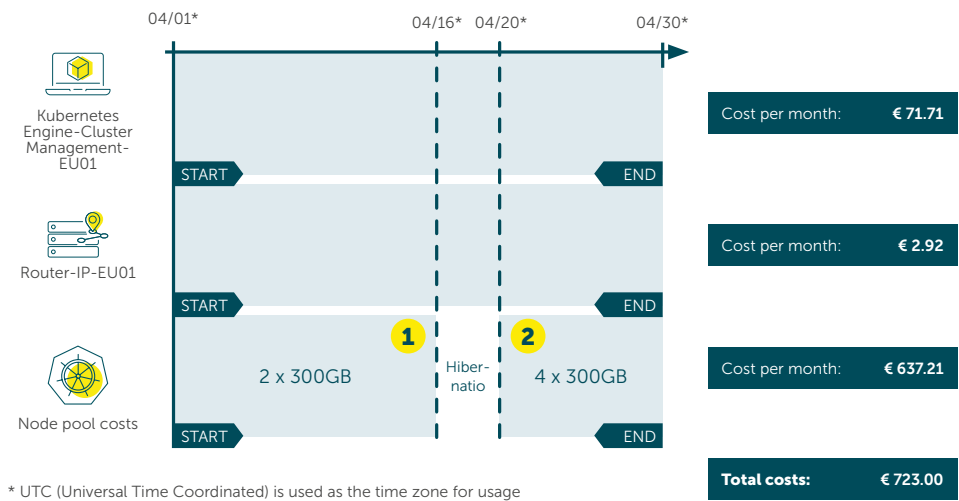 04/01*
04/16*
04/20*
04/30*
Kubernetes
Engine-Cluster
Management-
EU01
START
END
Cost per month: € 71.71
Router-IP-EU01
START
END
Cost per month: € 2.92
1
2
2 x 300GB
Hiber-
natio
4 x 300GB
Node pool costs
START
END
Cost per month: € 637.21
Total costs: € 723.00
* UTC (Universal Time Coordinated) is used as the time zone for usage